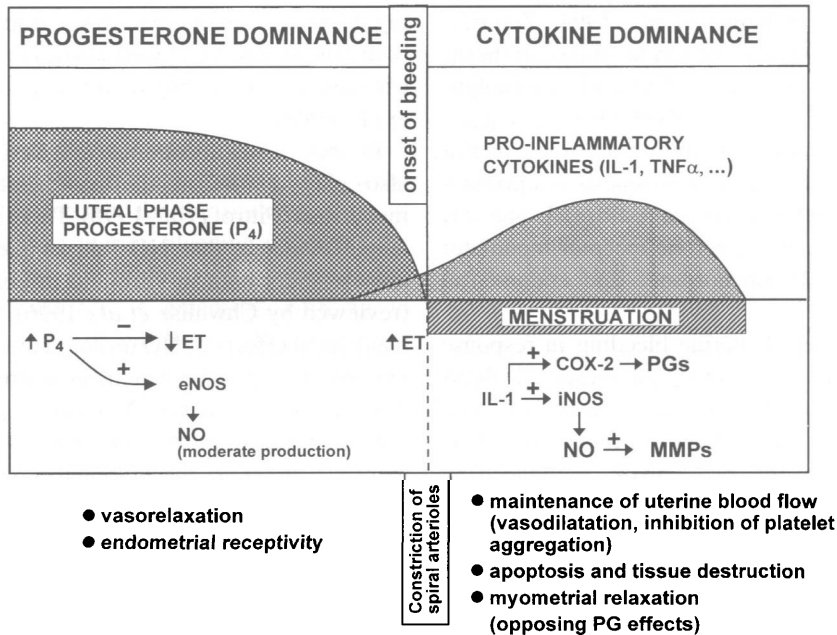 PROGESTERONE DOMINANCE
onset of bleeding
CYTOKINE DOMINANCE
PRO-INFLAMMATORY
CYTOKINES (IL-1, TNFα, ...)
LUTEAL PHASE
PROGESTERONE (P₄)
MENSTRUATION
↑ P₄ − → ↓ ET
+ → eNOS
↓
NO
(moderate production)
↑ ET
+ → COX-2 → PGs
IL-1 + → iNOS
↓
NO + → MMPs
Constriction of
spiral arterioles
● vasorelaxation
● endometrial receptivity
● maintenance of uterine blood flow
(vasodilatation, inhibition of platelet
aggregation)
● apoptosis and tissue destruction
● myometrial relaxation
(opposing PG effects)